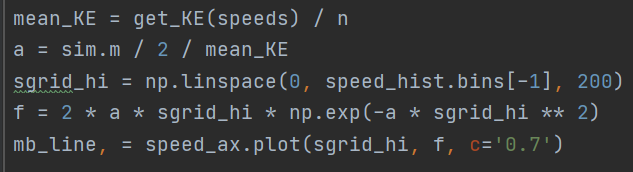 mean_KE = get_KE(speeds) / n
a = sim.m / 2 / mean_KE
sgrid_hi = np.linspace(0, speed_hist.bins[-1], 200)
f = 2 * a * sgrid_hi * np.exp(-a * sgrid_hi ** 2)
mb_line, = speed_ax.plot(sgrid_hi, f, c='0.7')